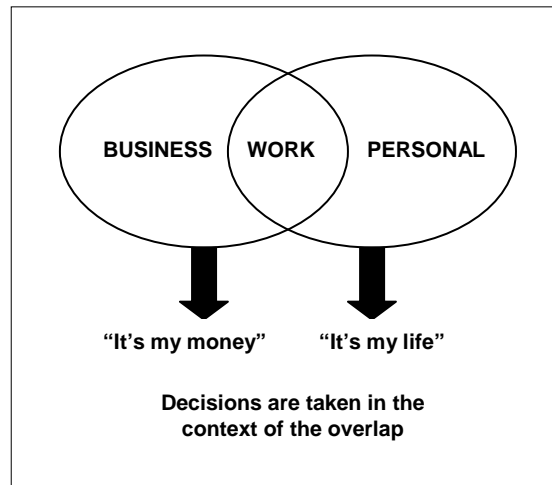 BUSINESS WORK PERSONAL
“It’s my money” “It’s my life”
Decisions are taken in the
context of the overlap